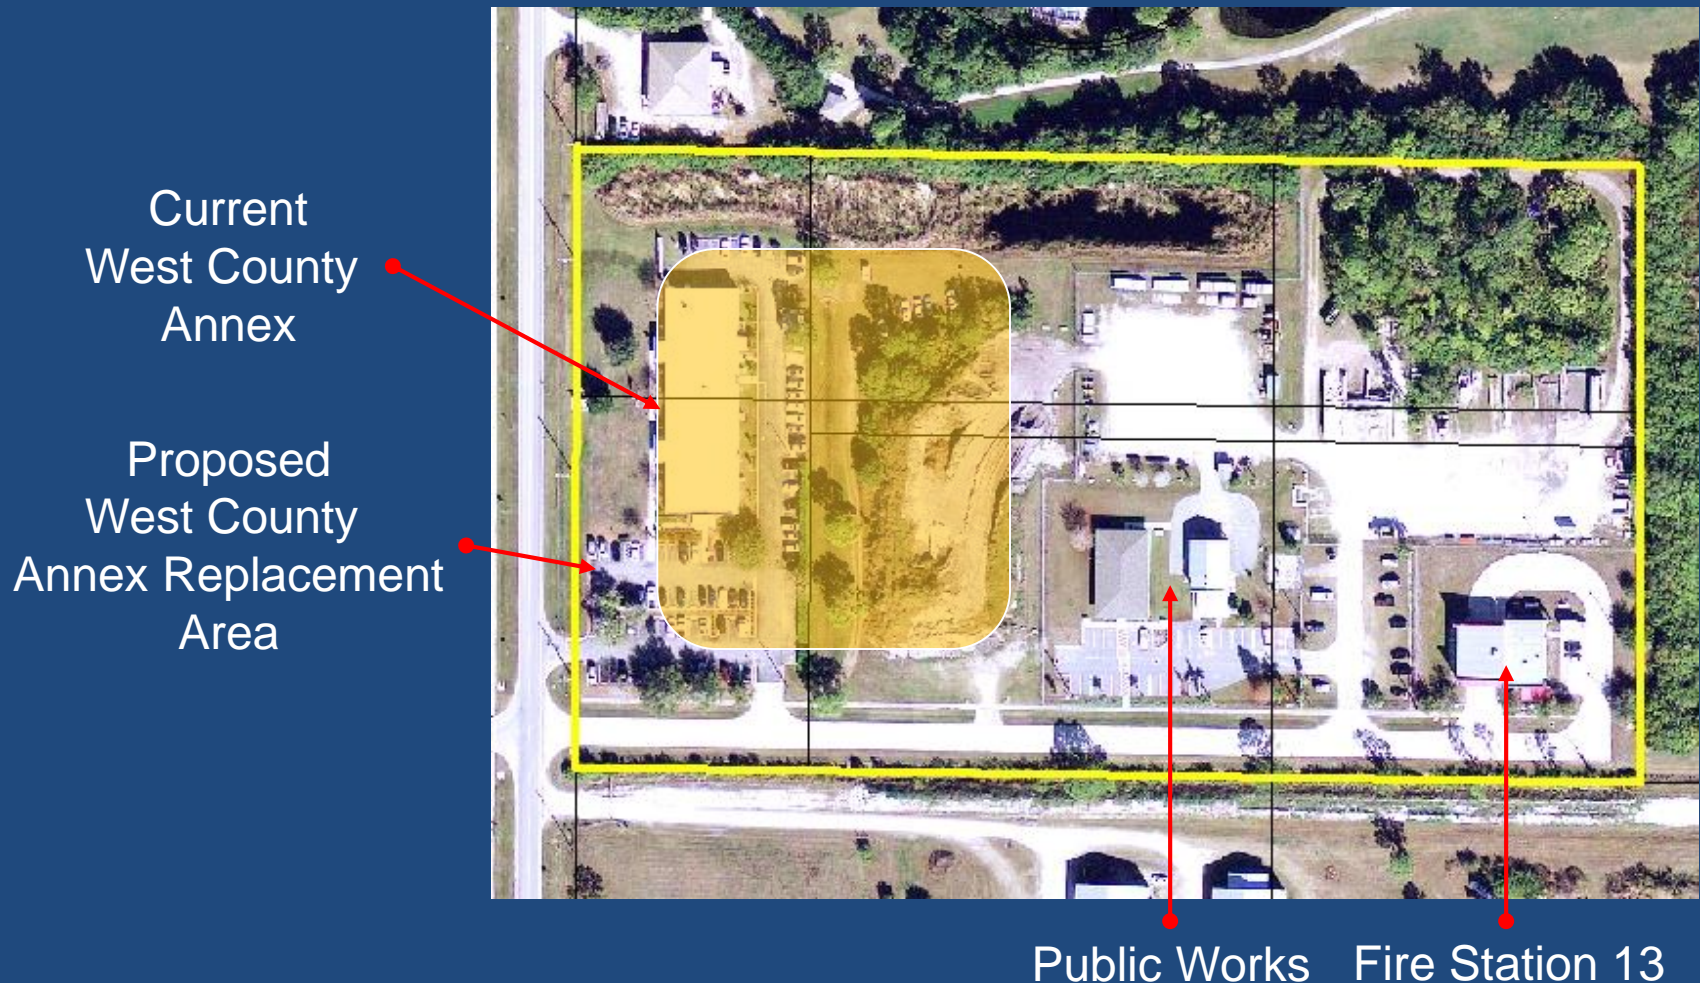 Current
West County
Annex
Proposed
West County
Annex Replacement
Area
Public Works
Fire Station 13